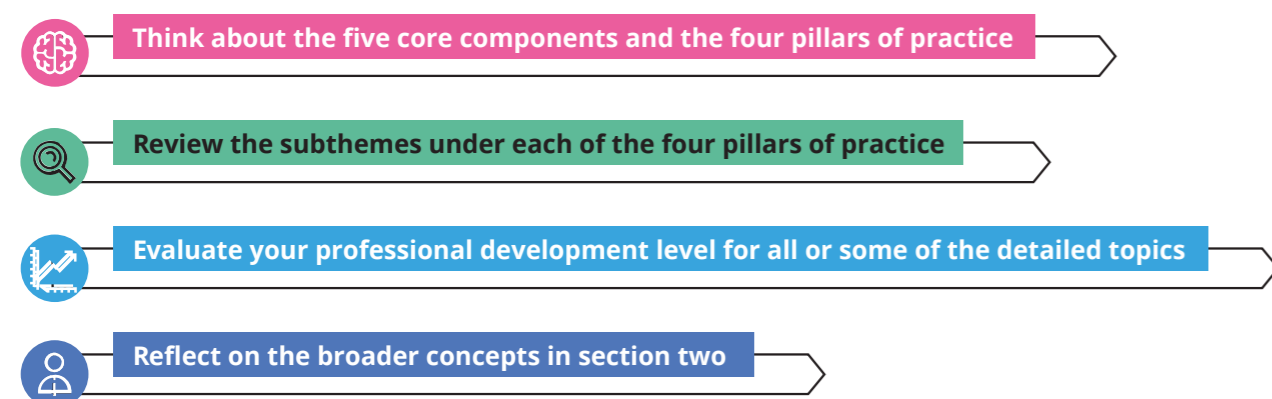 Think about the five core components and the four pillars of practice
Review the subthemes under each of the four pillars of practice
Evaluate your professional development level for all or some of the detailed topics
Reflect on the broader concepts in section two